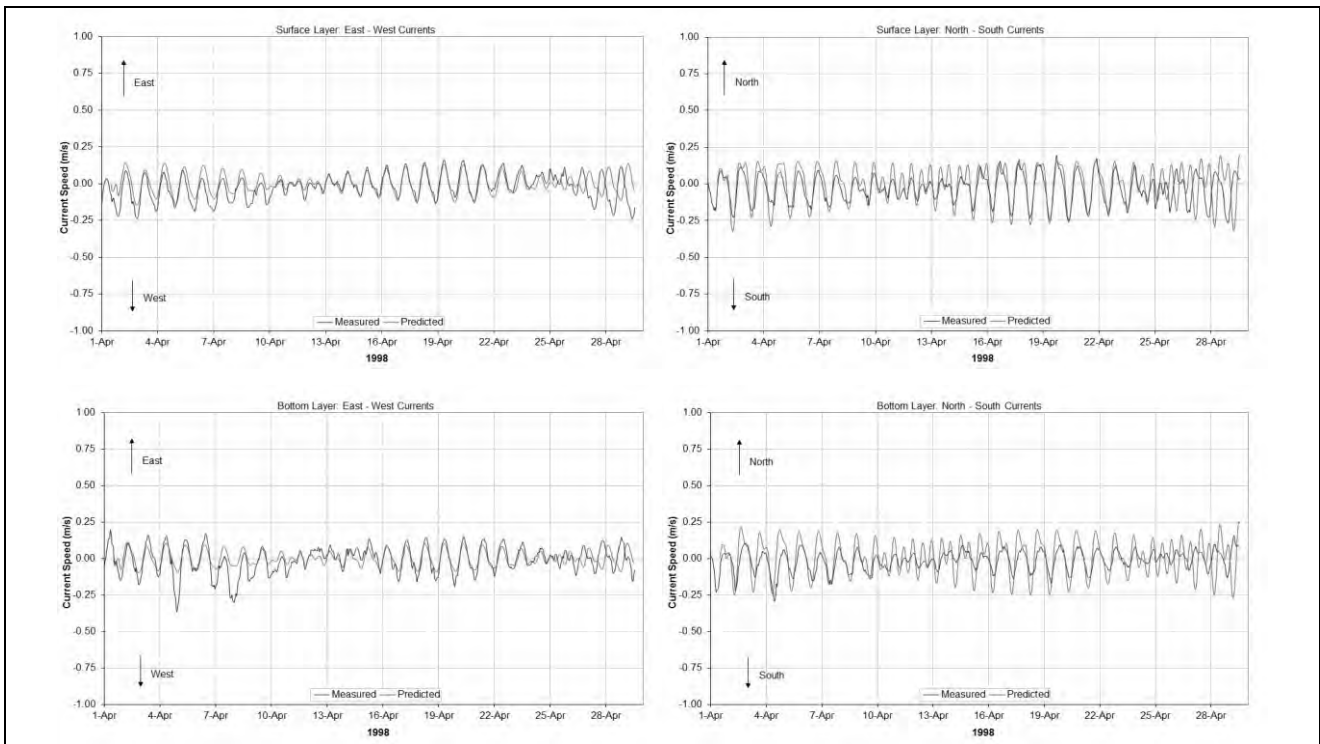 Surface Layer: East - West Currents
1.00
0.75
0.50
0.25
0.00
-0.25
-0.50
-0.75
-1.00
Current Speed (m/s)
East
West
Measured Predicted
1-Apr 4-Apr 7-Apr 10-Apr 13-Apr 16-Apr 19-Apr 22-Apr 25-Apr 28-Apr
1998
Surface Layer: North - South Currents
1.00
0.75
0.50
0.25
0.00
-0.25
-0.50
-0.75
-1.00
Current Speed (m/s)
North
South
Measured Predicted
1-Apr 4-Apr 7-Apr 10-Apr 13-Apr 16-Apr 19-Apr 22-Apr 25-Apr 28-Apr
1998
Bottom Layer: East - West Currents
1.00
0.75
0.50
0.25
0.00
-0.25
-0.50
-0.75
-1.00
Current Speed (m/s)
East
West
Measured Predicted
1-Apr 4-Apr 7-Apr 10-Apr 13-Apr 16-Apr 19-Apr 22-Apr 25-Apr 28-Apr
1998
Bottom Layer: North - South Currents
1.00
0.75
0.50
0.25
0.00
-0.25
-0.50
-0.75
-1.00
Current Speed (m/s)
North
South
Measured Predicted
1-Apr 4-Apr 7-Apr 10-Apr 13-Apr 16-Apr 19-Apr 22-Apr 25-Apr 28-Apr
1998